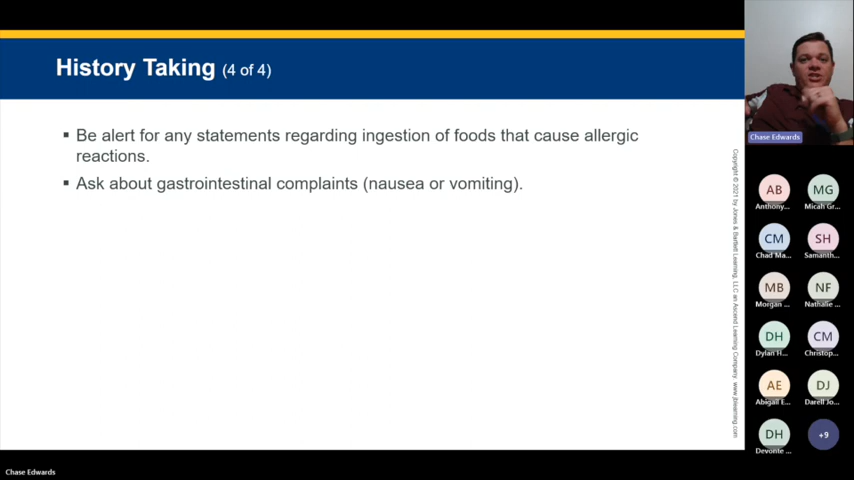 History Taking (4 of 4)
▪ Be alert for any statements regarding ingestion of foods that cause allergic
reactions.
▪ Ask about gastrointestinal complaints (nausea or vomiting).
Copyright © 2021 by Jones & Bartlett Learning, LLC an Ascend Learning Company. www.jblearning.com
Chase Edwards
AB
MG
Anthony...
Micah Gr...
CM
SH
Chad Ma...
Samanth...
MB
NF
Morgan ...
Nathalie ...
DH
CM
Dylan H...
Christop...
AE
DJ
Abigail E...
Darell Jo...
DH
+9
Devonte ...
Chase Edwards